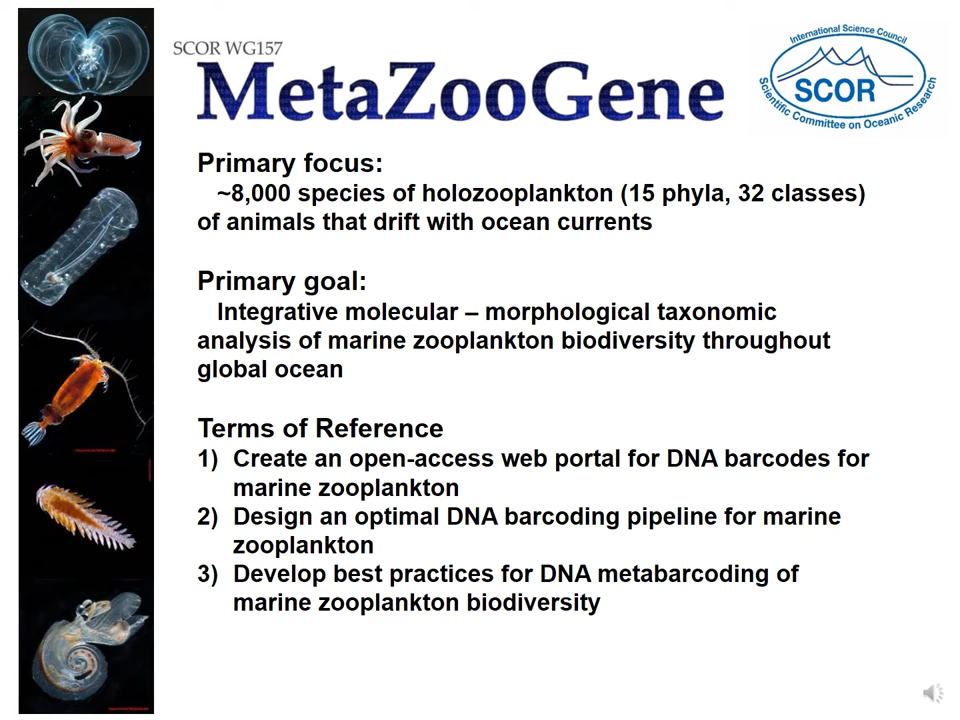 SCOR WG157
MetaZooGene
International Science Council
SCOR
Scientific Committee on Oceanic Research
Primary focus:
~8,000 species of holozooplankton (15 phyla, 32 classes)
of animals that drift with ocean currents
Primary goal:
Integrative molecular – morphological taxonomic
analysis of marine zooplankton biodiversity throughout
global ocean
Terms of Reference
1) Create an open-access web portal for DNA barcodes for
marine zooplankton
2) Design an optimal DNA barcoding pipeline for marine
zooplankton
3) Develop best practices for DNA metabarcoding of
marine zooplankton biodiversity